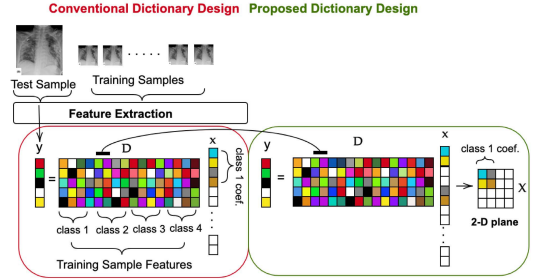 Conventional Dictionary Design
Proposed Dictionary Design
Test Sample
Training Samples
Feature Extraction
y
D
x
=
class 1 coef.
class 1
class 2
class 3
class 4
Training Sample Features
y
D
x
=
class 1 coef.
X
2-D plane